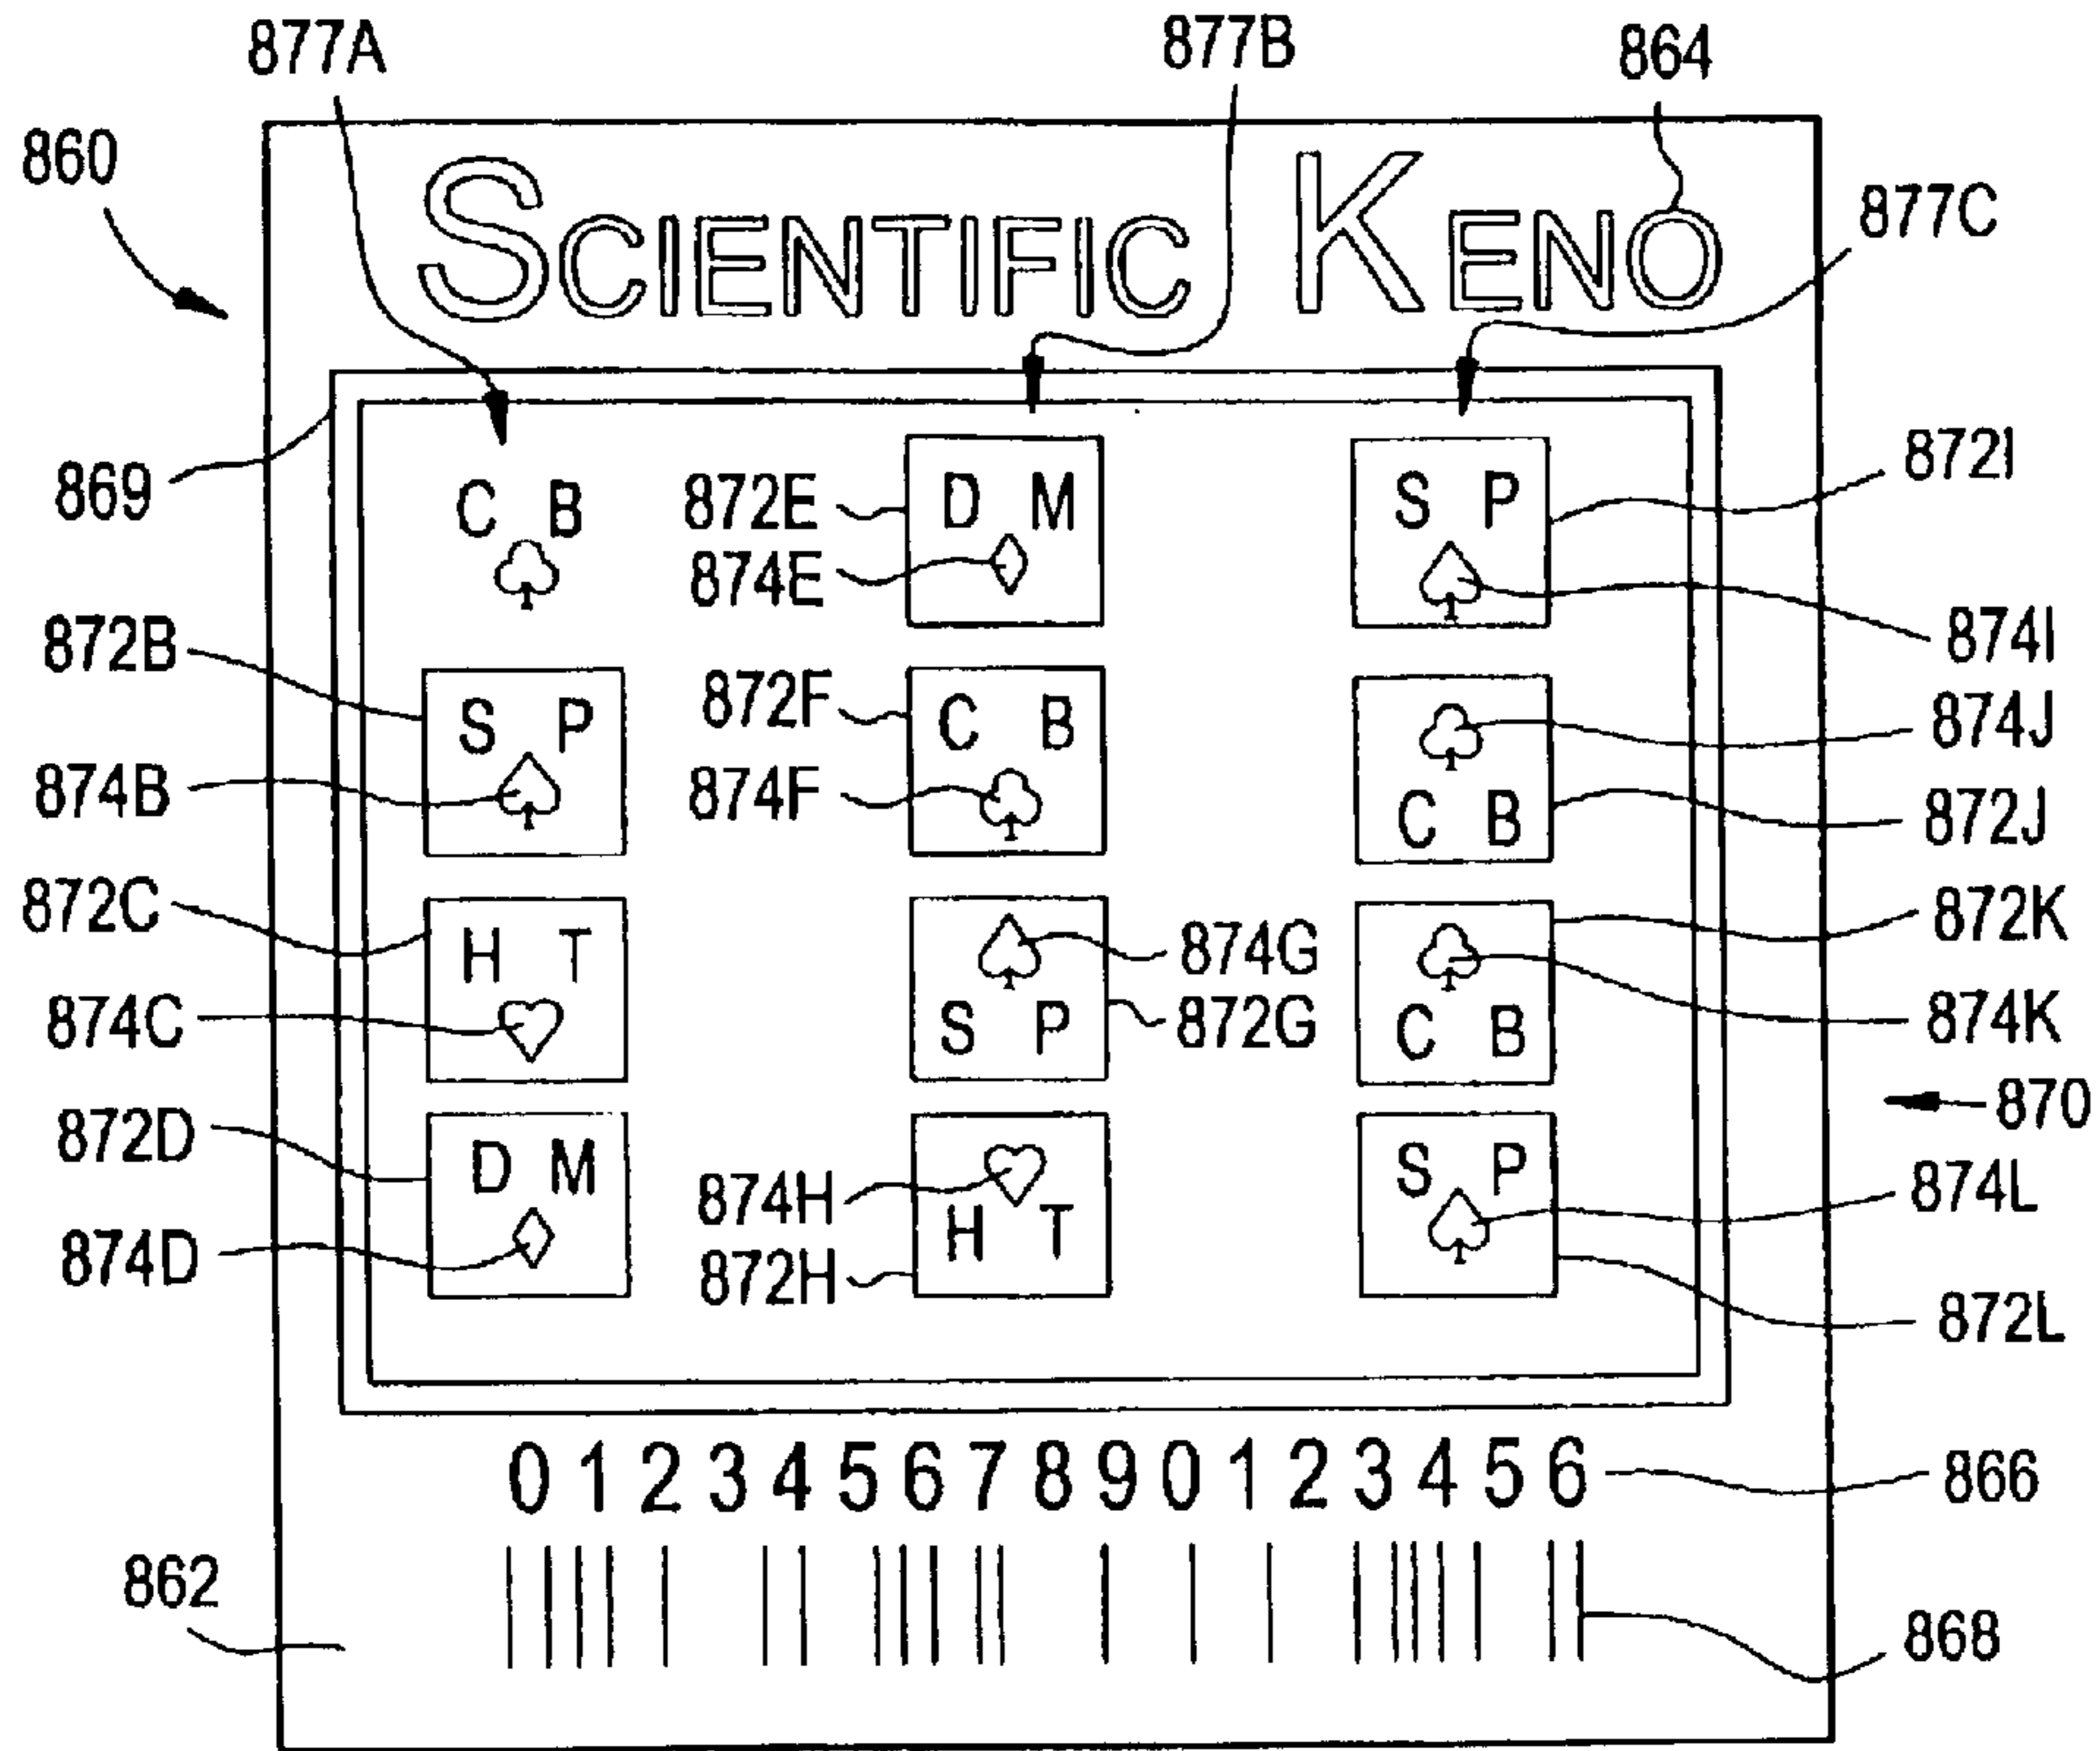 877A 877B 864
860
SCIENTIFIC KENO
877C
869
C B
872E D M
874E
S P
872I
874I
872B
S P
874B
872F C B
874F
874J
C B
872J
872C
H T
874C
874G
S P
872G
872K
C B
874K
870
872D
D M
874D
874H
H T
872H
S P
874L
872L
0 1 2 3 4 5 6 7 8 9 0 1 2 3 4 5 6
866
862
868